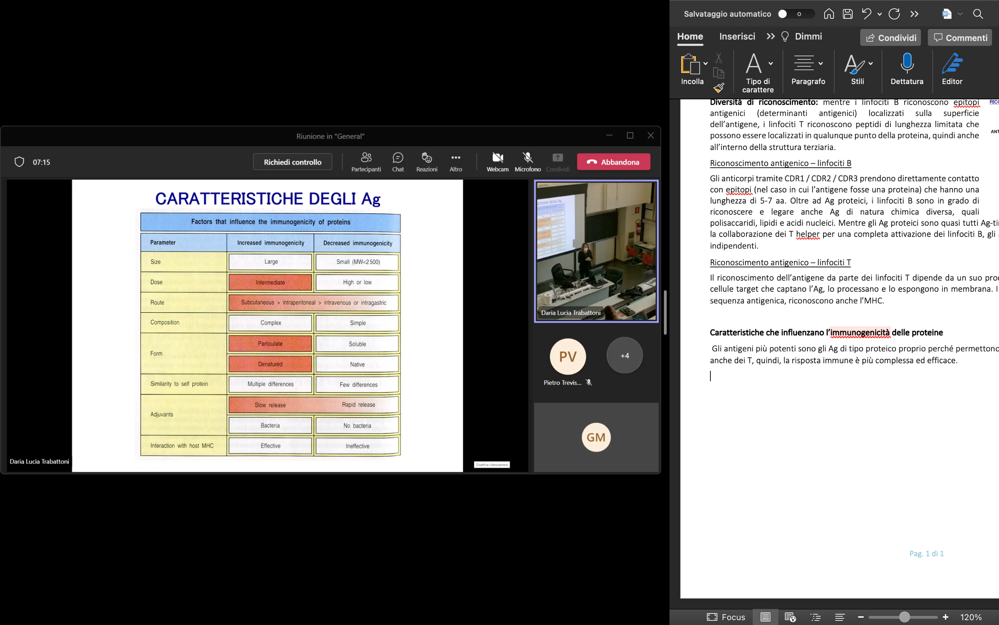 Riunione in "General"
07:15
Richiedi controllo
Partecipanti
Chat
Reazioni
Altro
Webcam
Microfono
Condividi
Abbandona
CARATTERISTICHE DEGLI Ag
Factors that influence the immunogenicity of proteins
Parameter Increased immunogenicity Decreased immunogenicity
Size Large Small (MW<2500)
Dose Intermediate High or low
Route Subcutaneous > intraperitoneal > intravenous or intragastric
Composition Complex Simple
Form Particulate Soluble
Denatured Native
Similarity to self protein Multiple differences Few differences
Adjuvants Slow release Rapid release
Bacteria No bacteria
Interaction with host MHC Effective Ineffective
Daria Lucia Trabattoni
Disattiva videocamera
STICHE DEGLI Ag
Daria Lucia Trabattoni
PV
+4
Pietro Trevis...
GM
Salvataggio automatico
Home Inserisci Dimmi
Condividi
Commenti
Incolla
Tipo di
carattere
Paragrafo
Stili
Dettatura
Editor
Diversità di riconoscimento: mentre i linfociti B riconoscono epitopi
antigenici (determinanti antigenici) localizzati sulla superficie
dell’antigene, i linfociti T riconoscono peptidi di lunghezza limitata che
possono essere localizzati in qualunque punto della proteina, quindi anche
all’interno della struttura terziaria.
RICO
ANT
Riconoscimento antigenico – linfociti B
Gli anticorpi tramite CDR1 / CDR2 / CDR3 prendono direttamente contatto
con epitopi (nel caso in cui l’antigene fosse una proteina) che hanno una
lunghezza di 5-7 aa. Oltre ad Ag proteici, i linfociti B sono in grado di
riconoscere e legare anche Ag di natura chimica diversa, quali
polisaccaridi, lipidi e acidi nucleici. Mentre gli Ag proteici sono quasi tutti Ag-ti
la collaborazione dei T helper per una completa attivazione dei linfociti B, gli
indipendenti.
Riconoscimento antigenico – linfociti T
Il riconoscimento dell’antigene da parte dei linfociti T dipende da un suo proc
cellule target che captano l’Ag, lo processano e lo espongono in membrana. I
sequenza antigenica, riconoscono anche l’MHC.
Caratteristiche che influenzano l’immunogenicità delle proteine
Gli antigeni più potenti sono gli Ag di tipo proteico proprio perché permettono
anche dei T, quindi, la risposta immune è più complessa ed efficace.
Pag. 1 di 1
Focus
120%